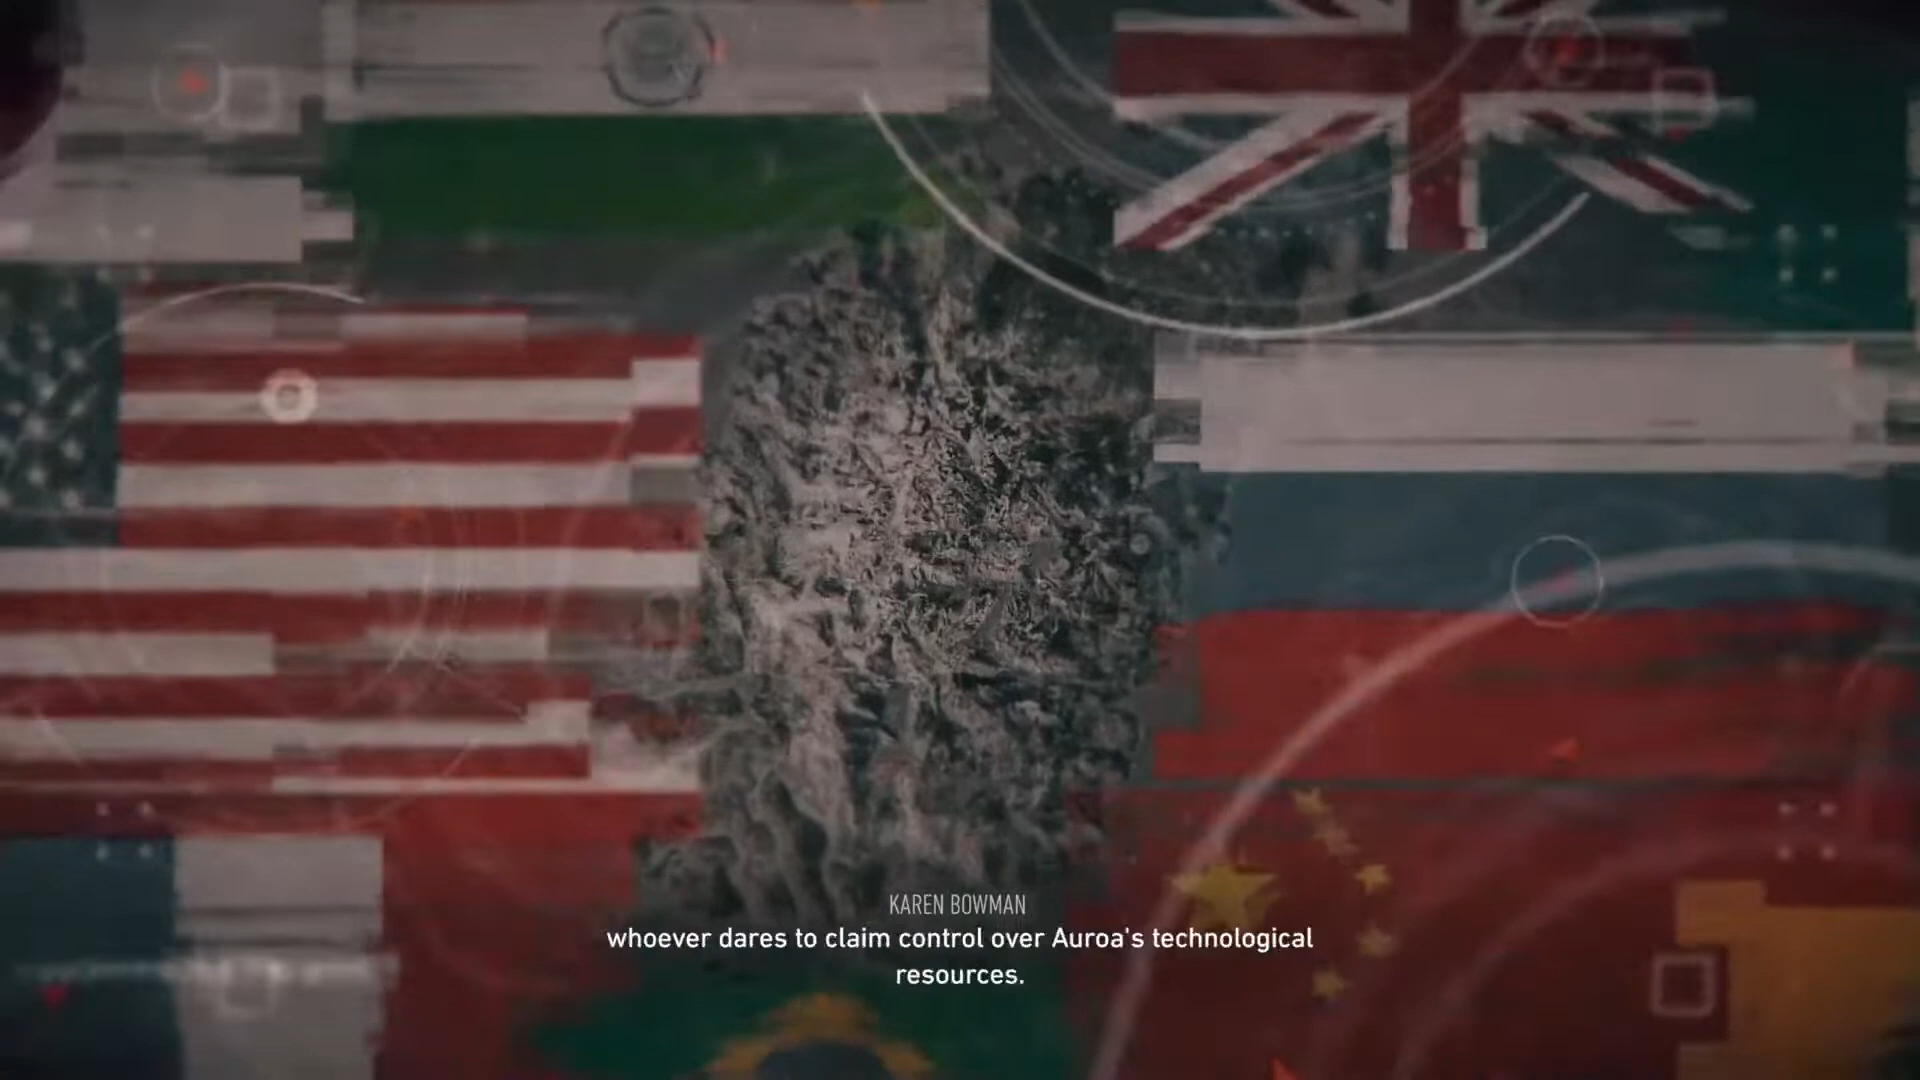 KAREN BOWMAN
whoever dares to claim control over Auroa's technological
resources.